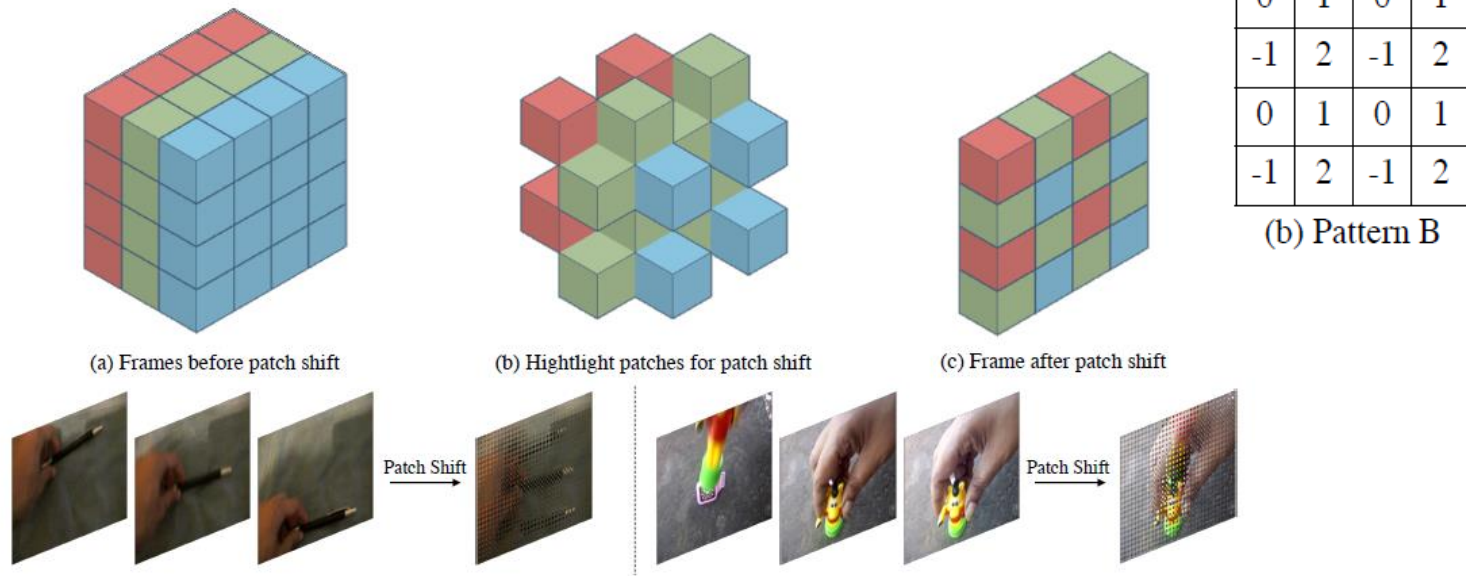 0 1 0 1
-1 2 -1 2
0 1 0 1
-1 2 -1 2
(b) Pattern B
(a) Frames before patch shift
(b) Hightlight patches for patch shift
(c) Frame after patch shift
Patch Shift
Patch Shift